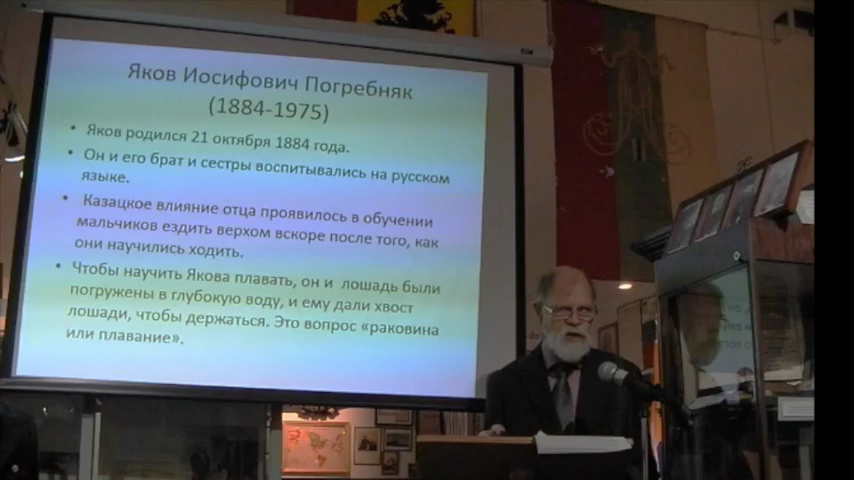 Яков Иосифович Погребняк
(1884-1975)
• Яков родился 21 октября 1884 года.
• Он и его брат и сестры воспитывались на русском
языке.
• Казацкое влияние отца проявилось в обучении
мальчиков ездить верхом вскоре после того, как
они научились ходить.
• Чтобы научить Якова плавать, он и лошадь были
погружены в глубокую воду, и ему дали хвост
лошади, чтобы держаться. Это вопрос «раковина
или плавание».